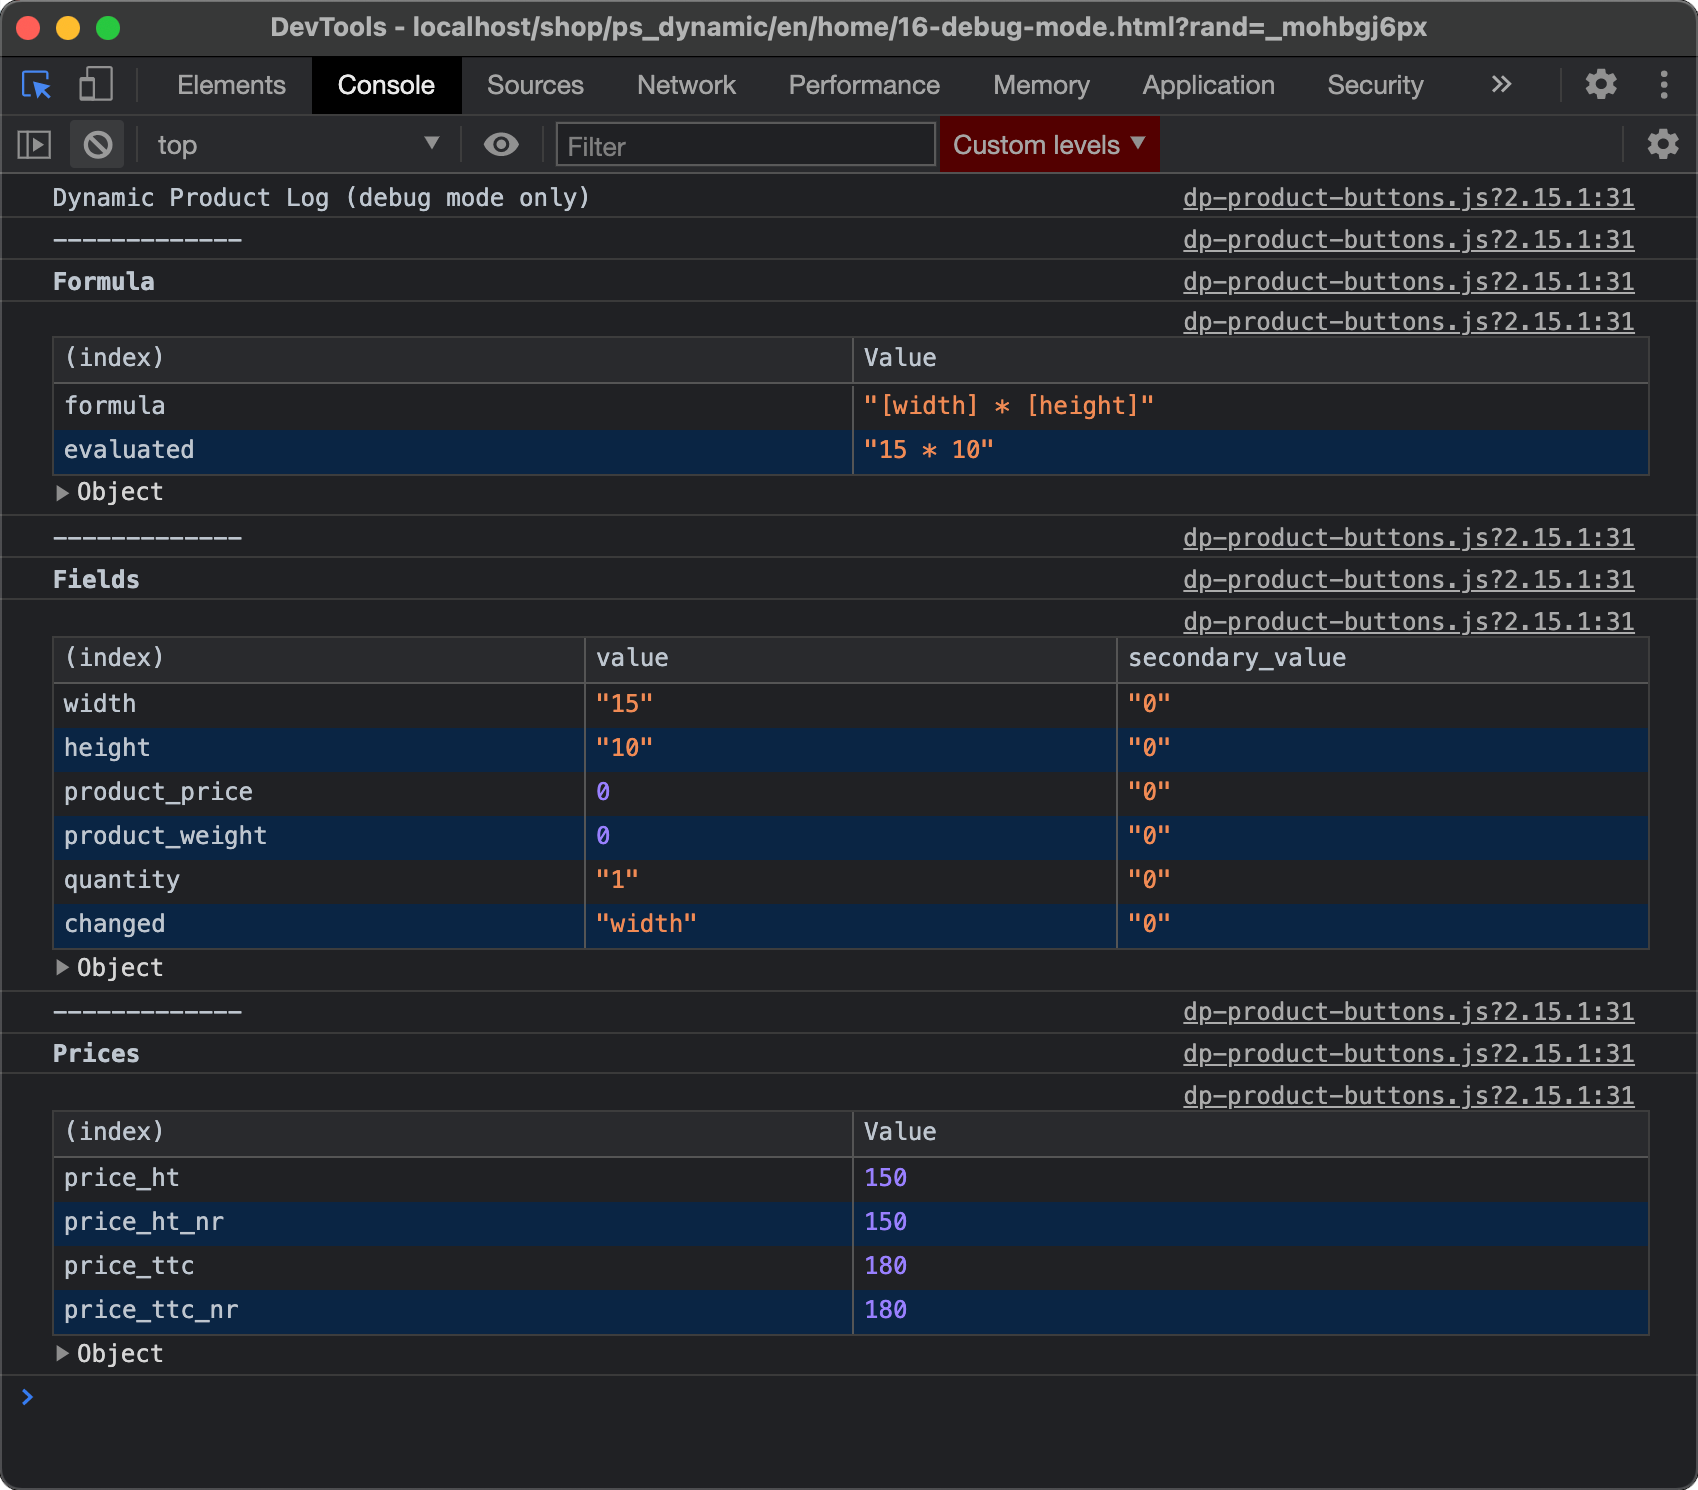 DevTools - localhost/shop/ps_dynamic/en/home/16-debug-mode.html?rand=_mohbgj6px
Elements Console Sources Network Performance Memory Application Security »
top ▼ Filter Custom levels ▼
Dynamic Product Log (debug mode only) dp-product-buttons.js?2.15.1:31
------------- dp-product-buttons.js?2.15.1:31
Formula dp-product-buttons.js?2.15.1:31
dp-product-buttons.js?2.15.1:31
(index) Value
formula "[width] * [height]"
evaluated "15 * 10"
▶ Object
------------- dp-product-buttons.js?2.15.1:31
Fields dp-product-buttons.js?2.15.1:31
dp-product-buttons.js?2.15.1:31
(index) value secondary_value
width "15" "0"
height "10" "0"
product_price 0 "0"
product_weight 0 "0"
quantity "1" "0"
changed "width" "0"
▶ Object
------------- dp-product-buttons.js?2.15.1:31
Prices dp-product-buttons.js?2.15.1:31
dp-product-buttons.js?2.15.1:31
(index) Value
price_ht 150
price_ht_nr 150
price_ttc 180
price_ttc_nr 180
▶ Object
>